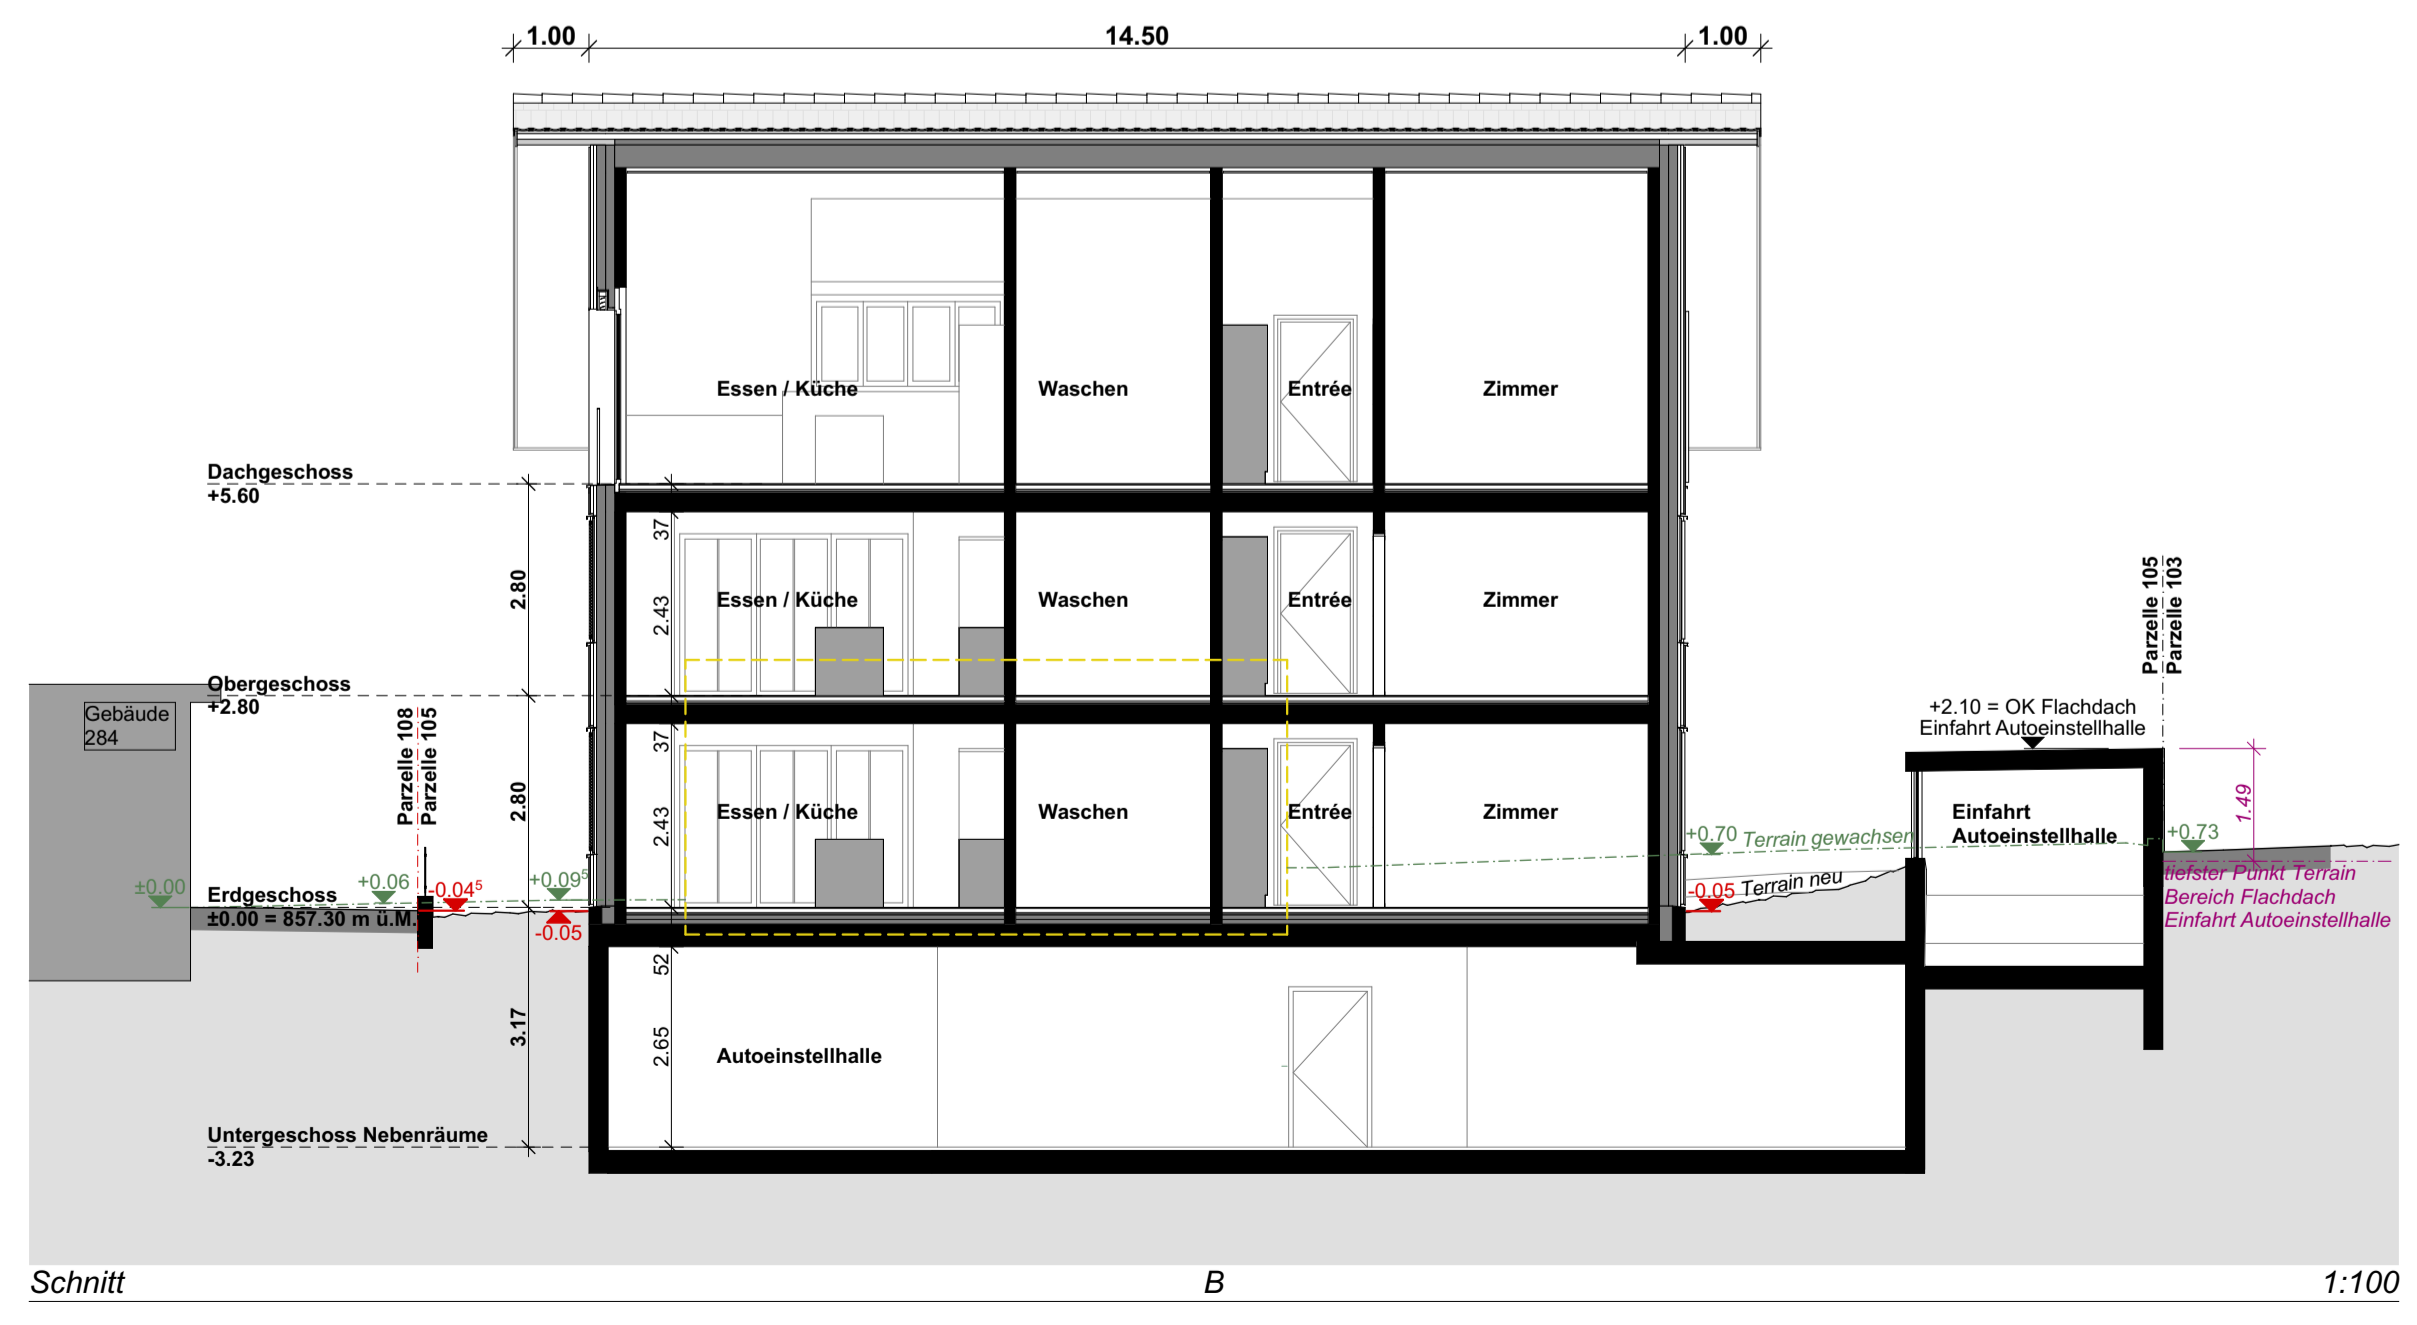 1.00 14.50 1.00
Essen / Küche Waschen Entrée Zimmer
Dachgeschoss
+5.60
37
2.80
2.43
Essen / Küche Waschen Entrée Zimmer
Parzelle 105
Parzelle 103
Obergeschoss
+2.80
Gebäude
284
Parzelle 108
Parzelle 105
+2.10 = OK Flachdach
Einfahrt Autoeinstellhalle
37
2.80
2.43
Essen / Küche Waschen Entrée Zimmer
Einfahrt
Autoeinstellhalle
1.49
+0.70 Terrain gewachsen
+0.73
±0.00
Erdgeschoss
±0.00 = 857.30 m ü.M.
+0.06
-0.04⁵
+0.09⁵
-0.05
-0.05 Terrain neu
tiefster Punkt Terrain
Bereich Flachdach
Einfahrt Autoeinstellhalle
52
3.17
2.65
Autoeinstellhalle
Untergeschoss Nebenräume
-3.23
Schnitt B 1:100